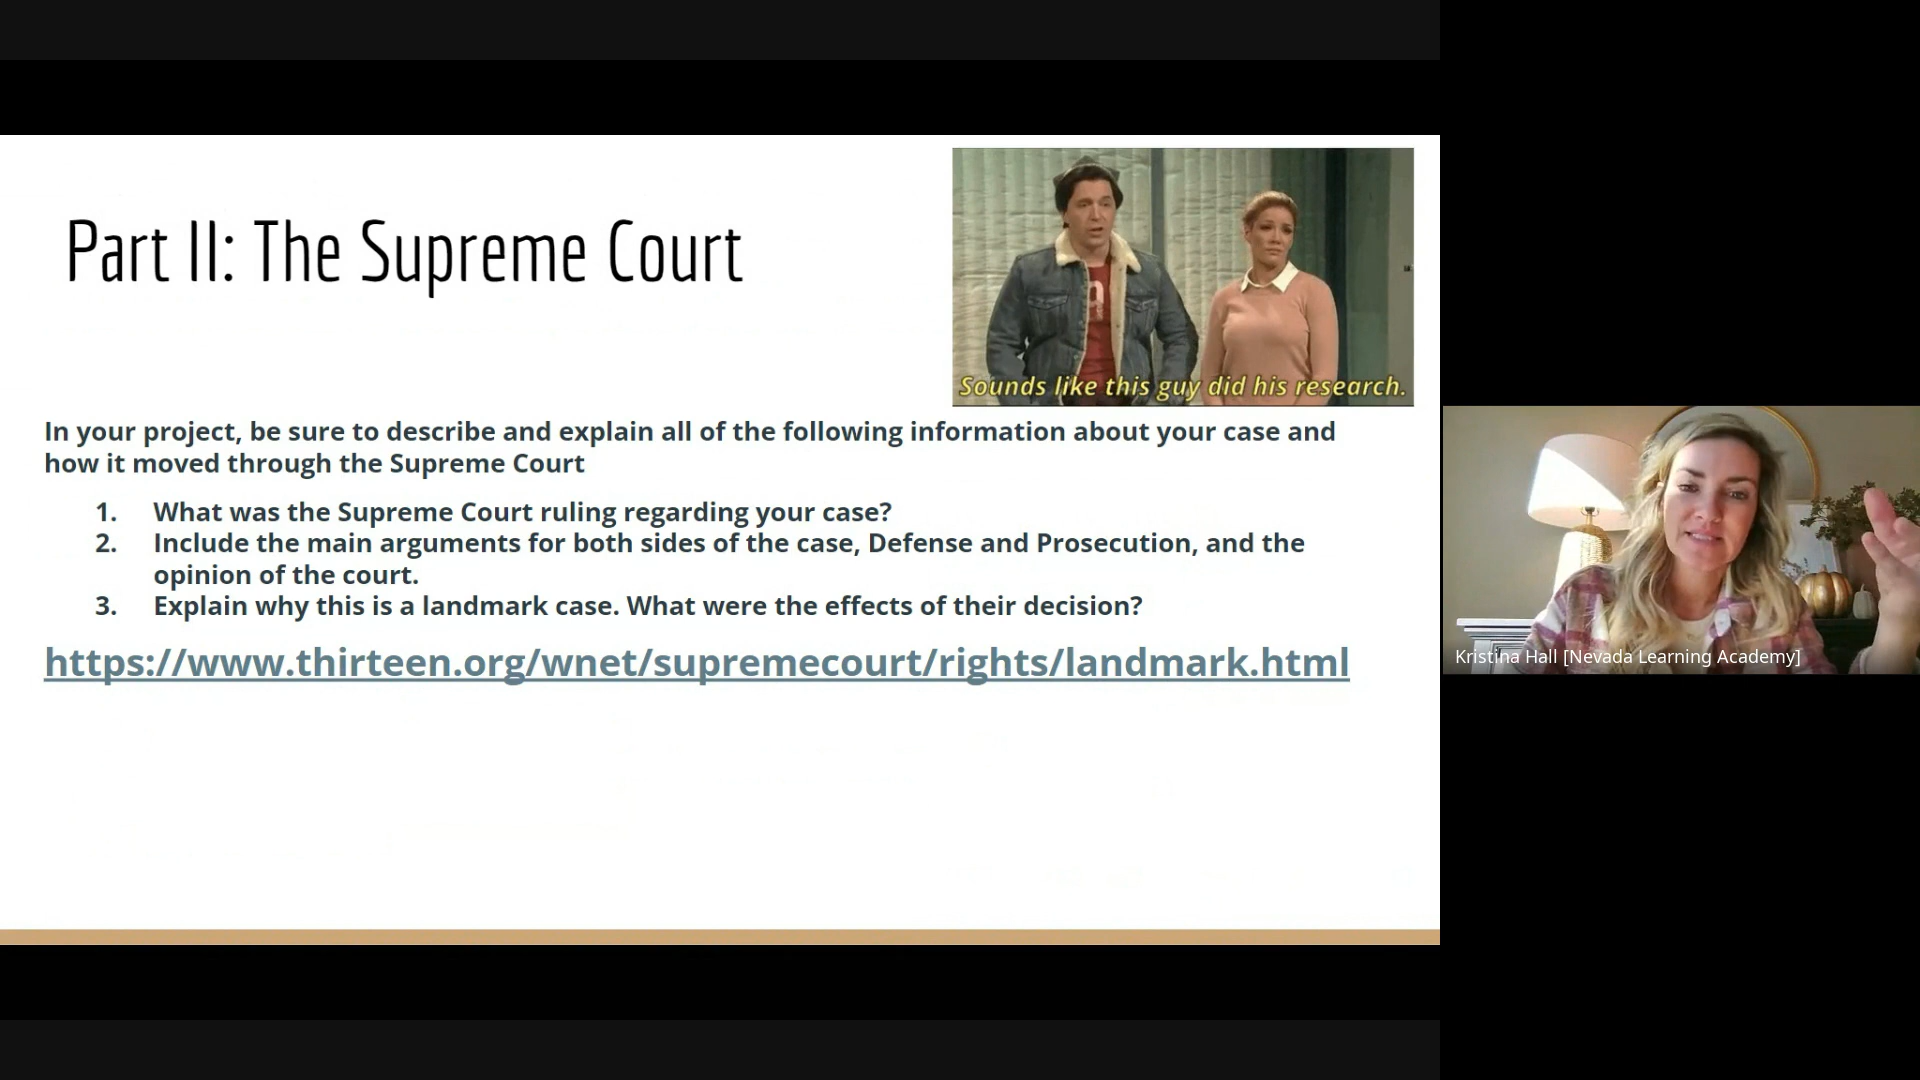 Part II: The Supreme Court
Sounds like this guy did his research.
In your project, be sure to describe and explain all of the following information about your case and
how it moved through the Supreme Court
1. What was the Supreme Court ruling regarding your case?
2. Include the main arguments for both sides of the case, Defense and Prosecution, and the
opinion of the court.
3. Explain why this is a landmark case. What were the effects of their decision?
https://www.thirteen.org/wnet/supremecourt/rights/landmark.html
Kristina Hall [Nevada Learning Academy]